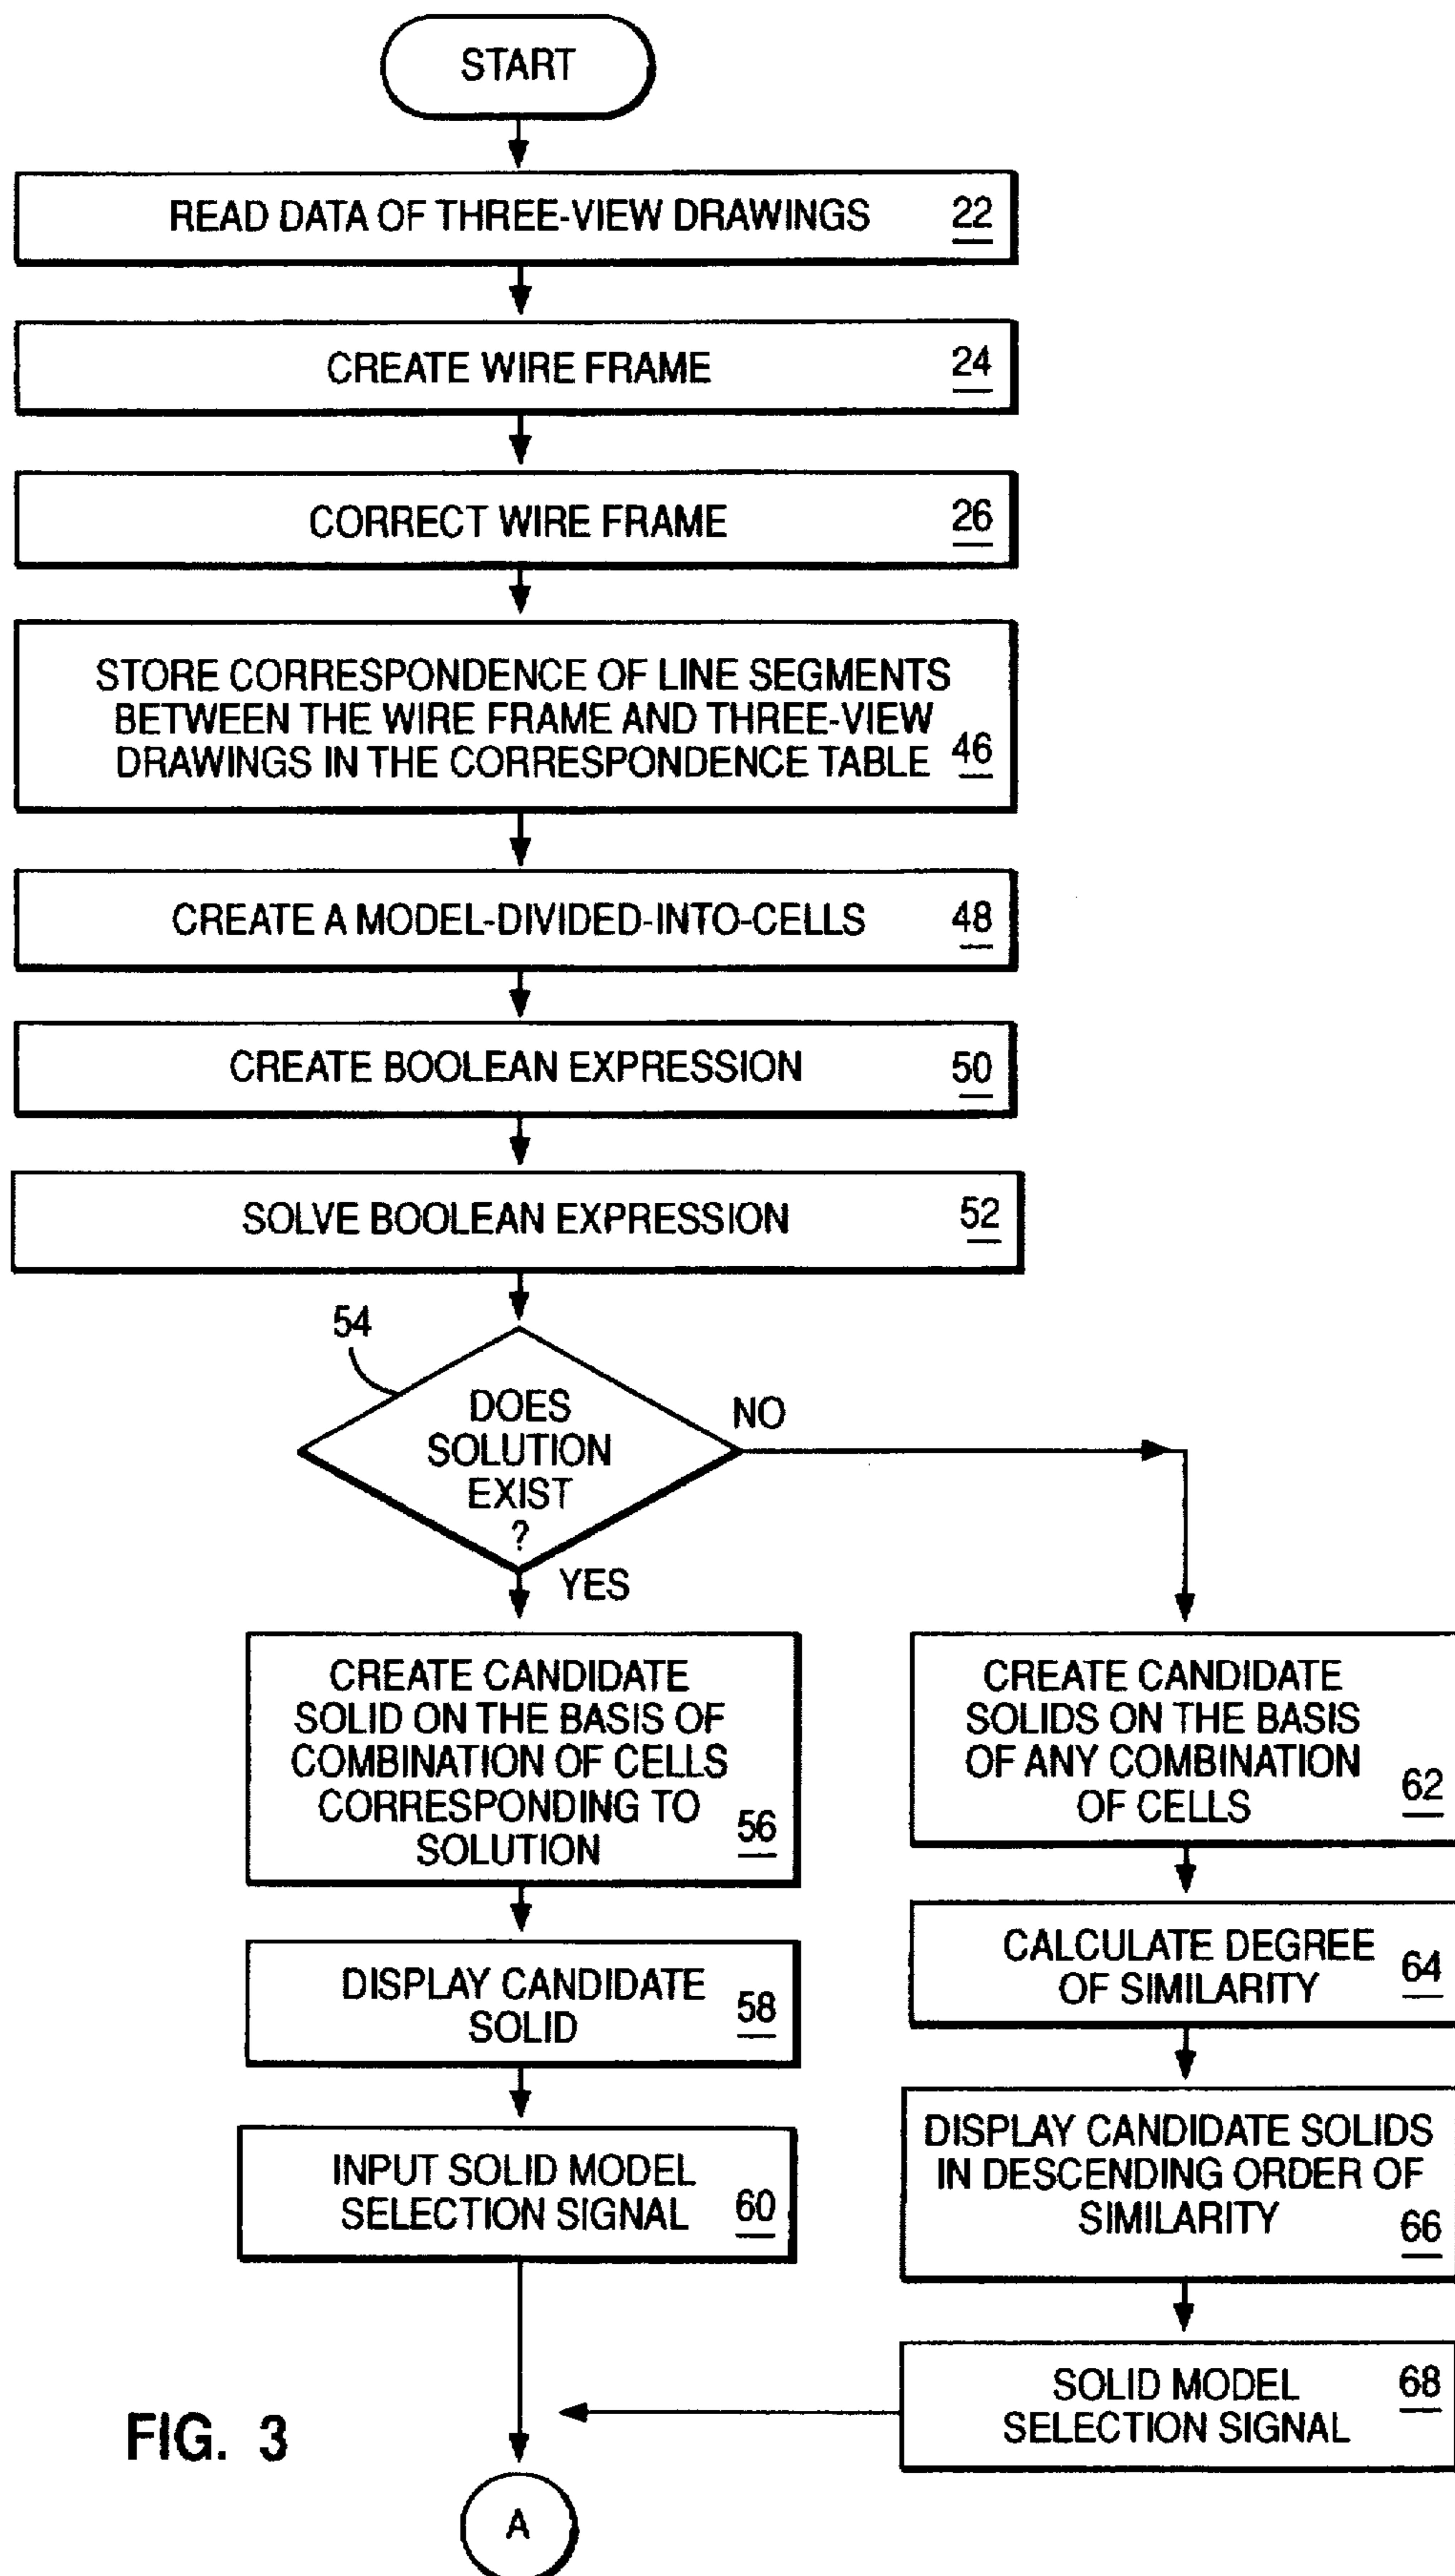 START
READ DATA OF THREE-VIEW DRAWINGS 22
CREATE WIRE FRAME 24
CORRECT WIRE FRAME 26
STORE CORRESPONDENCE OF LINE SEGMENTS
BETWEEN THE WIRE FRAME AND THREE-VIEW
DRAWINGS IN THE CORRESPONDENCE TABLE 46
CREATE A MODEL-DIVIDED-INTO-CELLS 48
CREATE BOOLEAN EXPRESSION 50
SOLVE BOOLEAN EXPRESSION 52
54
DOES
SOLUTION
EXIST
?
NO
YES
CREATE CANDIDATE
SOLID ON THE BASIS OF
COMBINATION OF CELLS
CORRESPONDING TO
SOLUTION 56
DISPLAY CANDIDATE
SOLID 58
INPUT SOLID MODEL
SELECTION SIGNAL 60
CREATE CANDIDATE
SOLIDS ON THE BASIS
OF ANY COMBINATION
OF CELLS 62
CALCULATE DEGREE
OF SIMILARITY 64
DISPLAY CANDIDATE SOLIDS
IN DESCENDING ORDER OF
SIMILARITY 66
SOLID MODEL 68
SELECTION SIGNAL
FIG. 3
A